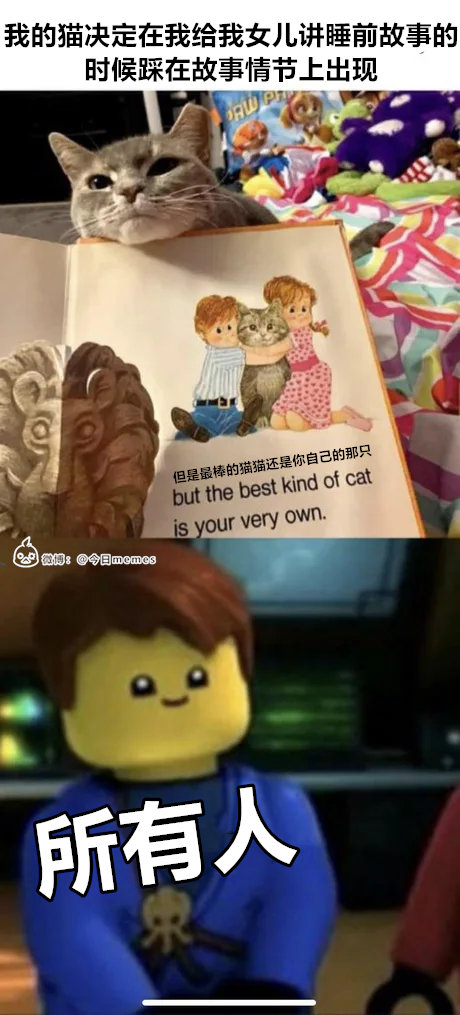 我的猫决定在我给我女儿讲睡前故事的
时候踩在故事情节上出现
PAW PA
但是最棒的猫猫还是你自己的那只
but the best kind of cat
is your very own.
微博：@今日memes
所有人